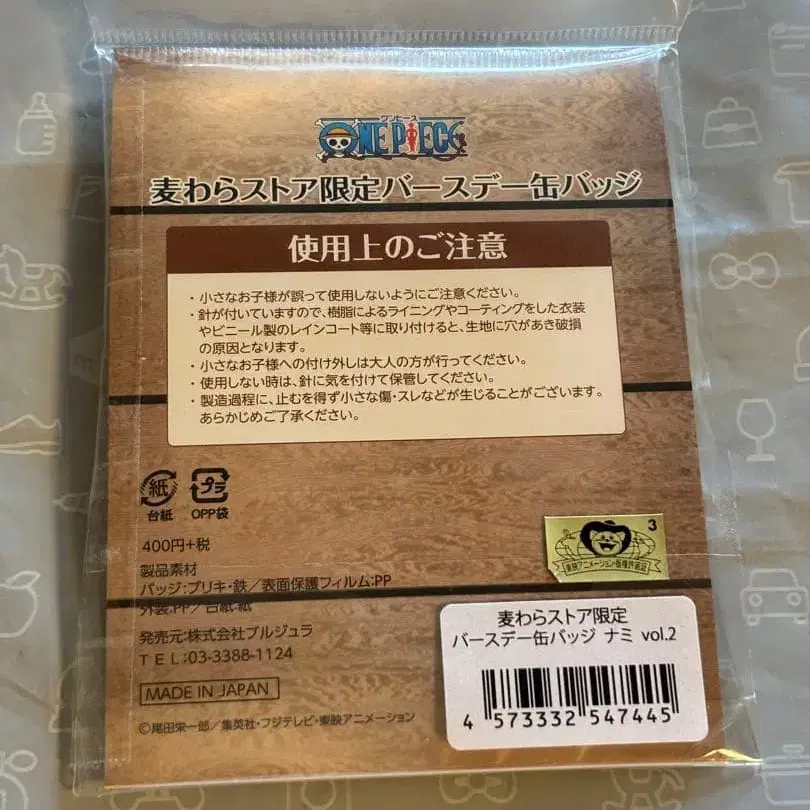 ワンピース
ONE PIECE
麦わらストア限定バースデー缶バッジ
使用上のご注意
・小さなお子様が誤って使用しないようにご注意ください。
・針が付いていますので、樹脂によるライニングやコーティングをした衣装
やビニール製のレインコート等に取り付けると、生地に穴があき破損
の原因となります。
・小さなお子様への付け外しは大人の方が行ってください。
・使用しない時は、針に気を付けて保管してください。
・製造過程に、止むを得ず小さな傷・スレなどが生じることがございます。
あらかじめご了承ください。
紙
台紙
プラ
OPP袋
400円+税
製品素材
バッジ:ブリキ・鉄/表面保護フィルム:PP
外装:PP/台紙:紙
発売元:株式会社ブルジュラ
TEL:03-3388-1124
MADE IN JAPAN
©尾田栄一郎/集英社・フジテレビ・東映アニメーション
3
東映アニメーション版権許諾証
麦わらストア限定
バースデー缶バッジ ナミ vol.2
4 573332 547445